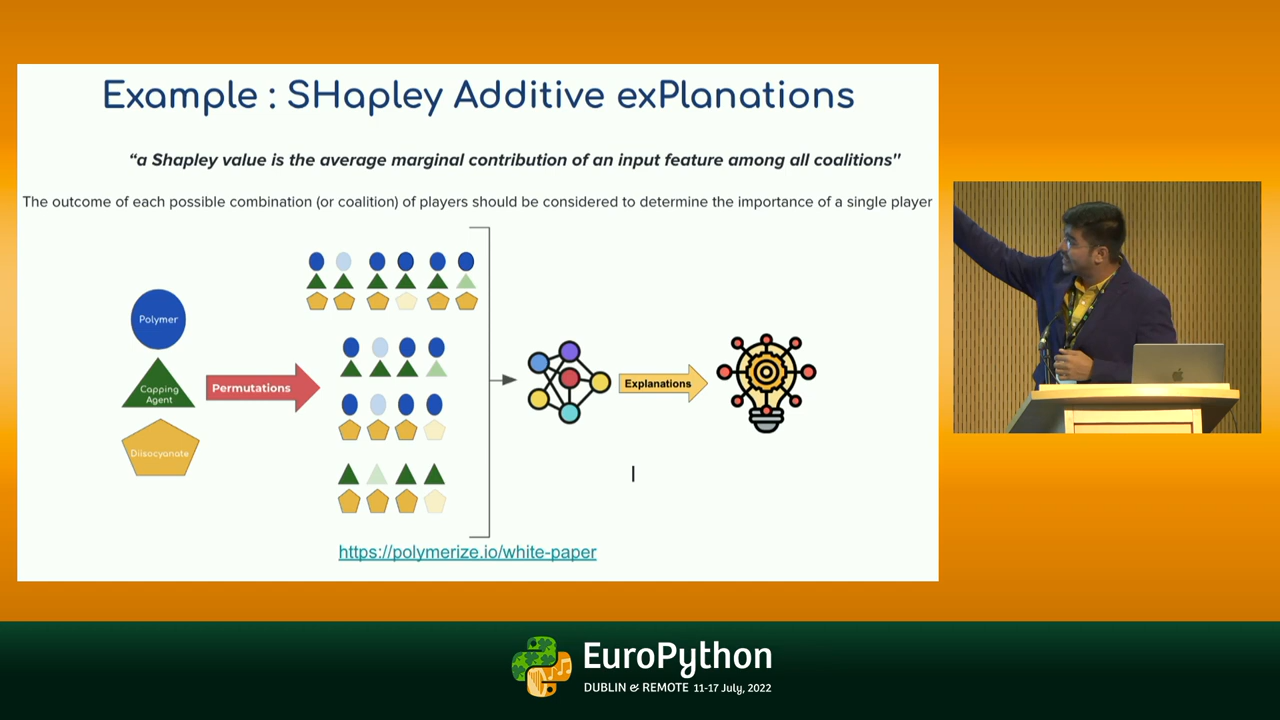 Example : SHapley Additive exPlanations
“a Shapley value is the average marginal contribution of an input feature among all coalitions"
The outcome of each possible combination (or coalition) of players should be considered to determine the importance of a single player
Polymer
Capping
Agent
Diisocyanate
Permutations
Explanations
https://polymerize.io/white-paper
EuroPython
DUBLIN & REMOTE 11-17 July, 2022